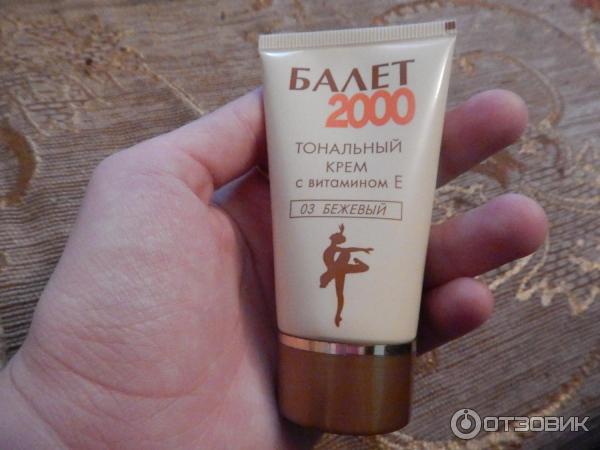 БАЛЕТ
2000
ТОНАЛЬНЫЙ
КРЕМ
с витамином Е
03 БЕЖЕВЫЙ
ОТЗОВИК